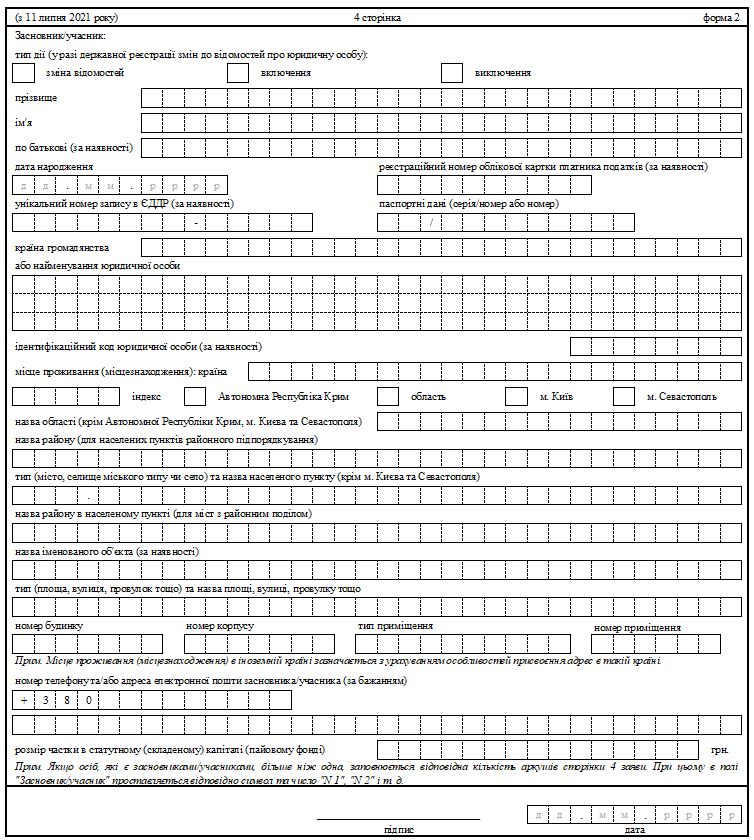 (з 11 липня 2021 року) 4 сторінка форма 2
Засновник/учасник:
тип дії (у разі державної реєстрації змін до відомостей про юридичну особу):
зміна відомостей включення виключення
прізвище
ім'я
по батькові (за наявності)
дата народження реєстраційний номер облікової картки платника податків (за наявності)
д д . м м . р р р р
унікальний номер запису в ЄДДР (за наявності) паспортні дані (серія/номер або номер)
- /
країна громадянства
або найменування юридичної особи
ідентифікаційний код юридичної особи (за наявності)
місце проживання (місцезнаходження): країна
індекс Автономна Республіка Крим область м. Київ м. Севастополь
назва області (крім Автономної Республіки Крим, м. Києва та Севастополя)
назва району (для населених пунктів районного підпорядкування)
тип (місто, селище міського типу чи село) та назва населеного пункту (крім м. Києва та Севастополя)
.
назва району в населеному пункті (для міст з районним поділом)
назва іменованого об'єкта (за наявності)
тип (площа, вулиця, провулок тощо) та назва площі, вулиці, провулку тощо
номер будинку номер корпусу тип приміщення номер приміщення
Прим. Місце проживання (місцезнаходження) в іноземній країні зазначається з урахуванням особливостей присвоєння адрес в такій країні.
номер телефону та/або адреса електронної пошти засновника/учасника (за бажанням)
+ 3 8 0
розмір частки в статутному (складеному) капіталі (пайовому фонді) грн.
Прим. Якщо осіб, які є засновниками/учасниками, більше ніж одна, заповнюється відповідна кількість аркушів сторінки 4 заяви. При цьому в полі
"Засновник/учасник" проставляється відповідно символ та число "N 1", "N 2" і т. д.
д д . м м . р р р р
підпис дата